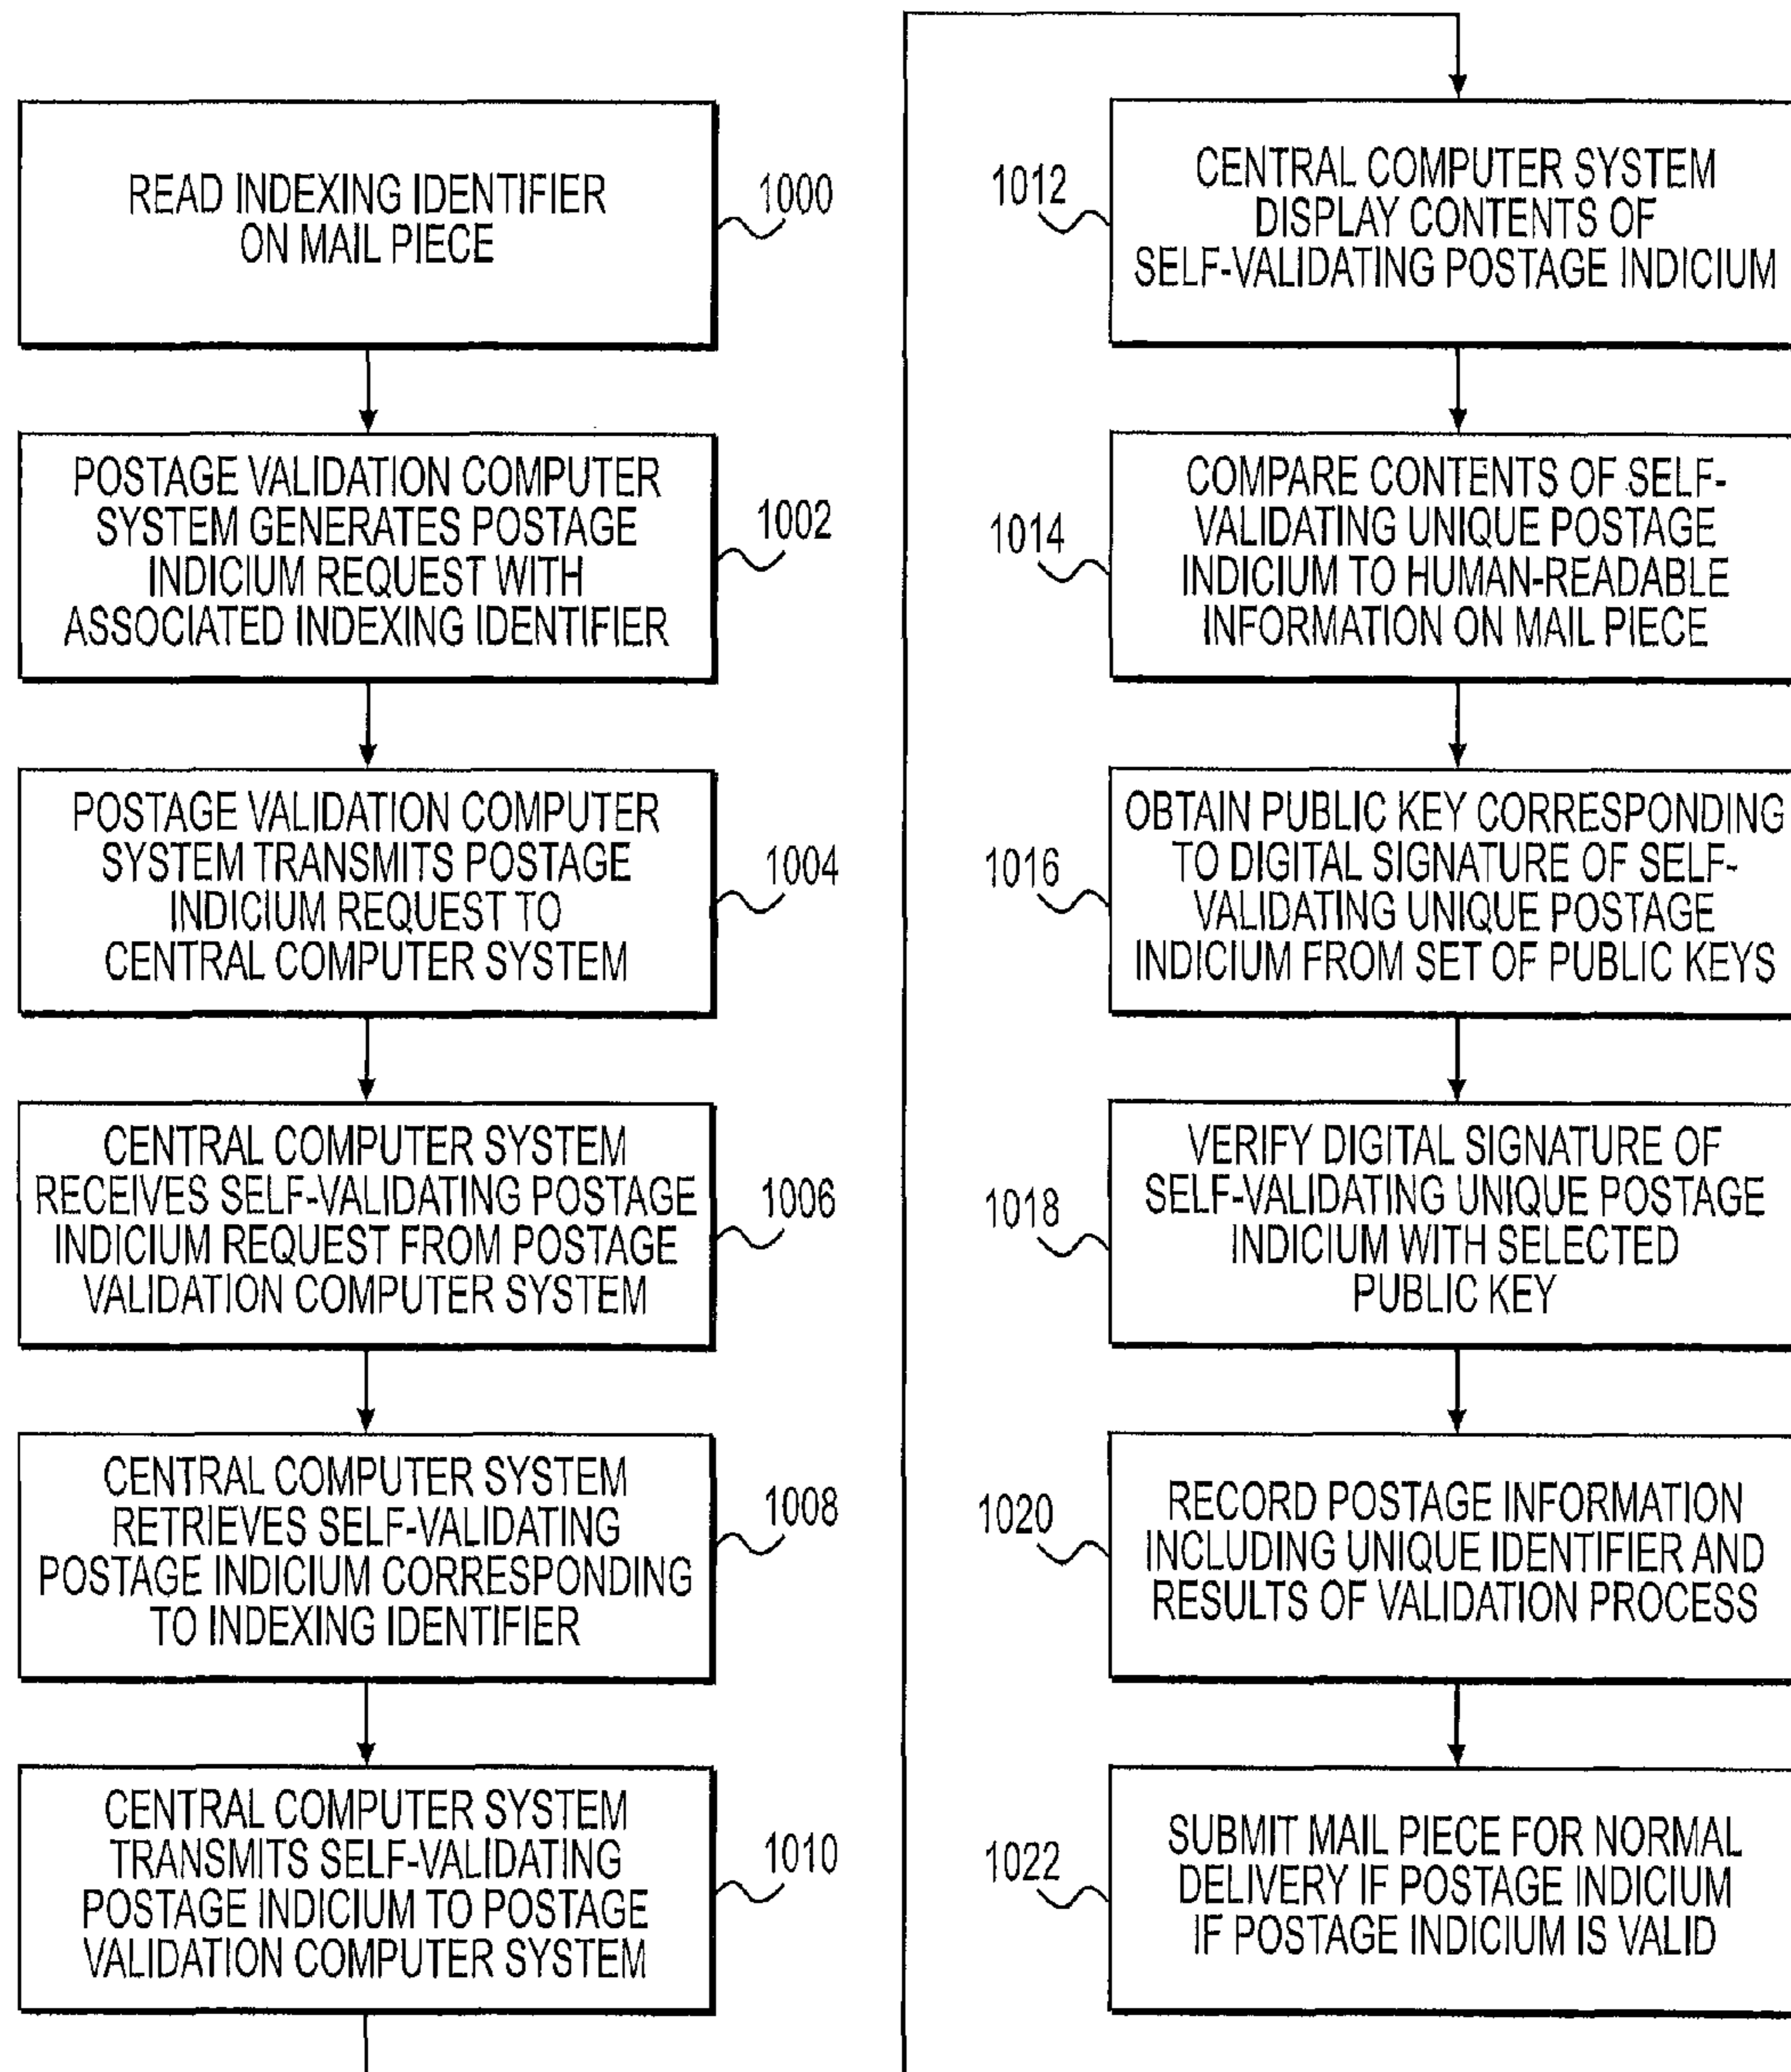 READ INDEXING IDENTIFIER
ON MAIL PIECE
1000
POSTAGE VALIDATION COMPUTER
SYSTEM GENERATES POSTAGE
INDICIUM REQUEST WITH
ASSOCIATED INDEXING IDENTIFIER
1002
POSTAGE VALIDATION COMPUTER
SYSTEM TRANSMITS POSTAGE
INDICIUM REQUEST TO
CENTRAL COMPUTER SYSTEM
1004
CENTRAL COMPUTER SYSTEM
RECEIVES SELF-VALIDATING POSTAGE
INDICIUM REQUEST FROM POSTAGE
VALIDATION COMPUTER SYSTEM
1006
CENTRAL COMPUTER SYSTEM
RETRIEVES SELF-VALIDATING
POSTAGE INDICIUM CORRESPONDING
TO INDEXING IDENTIFIER
1008
CENTRAL COMPUTER SYSTEM
TRANSMITS SELF-VALIDATING
POSTAGE INDICIUM TO POSTAGE
VALIDATION COMPUTER SYSTEM
1010
1012
CENTRAL COMPUTER SYSTEM
DISPLAY CONTENTS OF
SELF-VALIDATING POSTAGE INDICIUM
1014
COMPARE CONTENTS OF SELF-
VALIDATING UNIQUE POSTAGE
INDICIUM TO HUMAN-READABLE
INFORMATION ON MAIL PIECE
1016
OBTAIN PUBLIC KEY CORRESPONDING
TO DIGITAL SIGNATURE OF SELF-
VALIDATING UNIQUE POSTAGE
INDICIUM FROM SET OF PUBLIC KEYS
1018
VERIFY DIGITAL SIGNATURE OF
SELF-VALIDATING UNIQUE POSTAGE
INDICIUM WITH SELECTED
PUBLIC KEY
1020
RECORD POSTAGE INFORMATION
INCLUDING UNIQUE IDENTIFIER AND
RESULTS OF VALIDATION PROCESS
1022
SUBMIT MAIL PIECE FOR NORMAL
DELIVERY IF POSTAGE INDICIUM
IF POSTAGE INDICIUM IS VALID